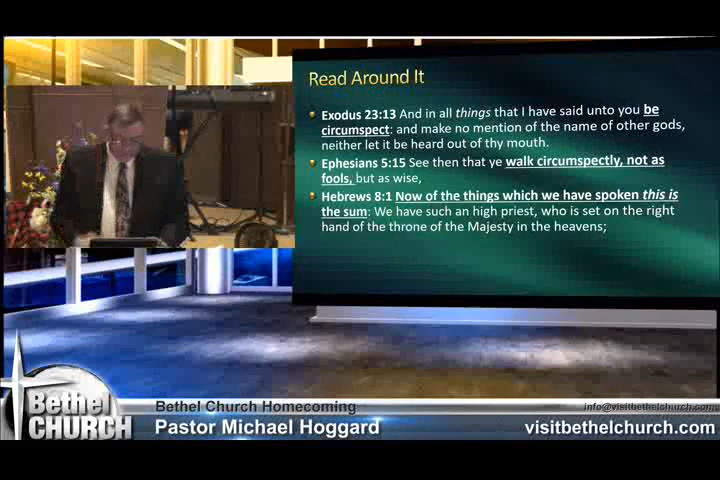 Read Around It
Exodus 23:13 And in all things that I have said unto you be
circumspect: and make no mention of the name of other gods,
neither let it be heard out of thy mouth.
Ephesians 5:15 See then that ye walk circumspectly, not as
fools, but as wise,
Hebrews 8:1 Now of the things which we have spoken this is
the sum: We have such an high priest, who is set on the right
hand of the throne of the Majesty in the heavens;
Bethel
CHURCH
Bethel Church Homecoming
info@visitbethelchurch.com
Pastor Michael Hoggard
visitbethelchurch.com